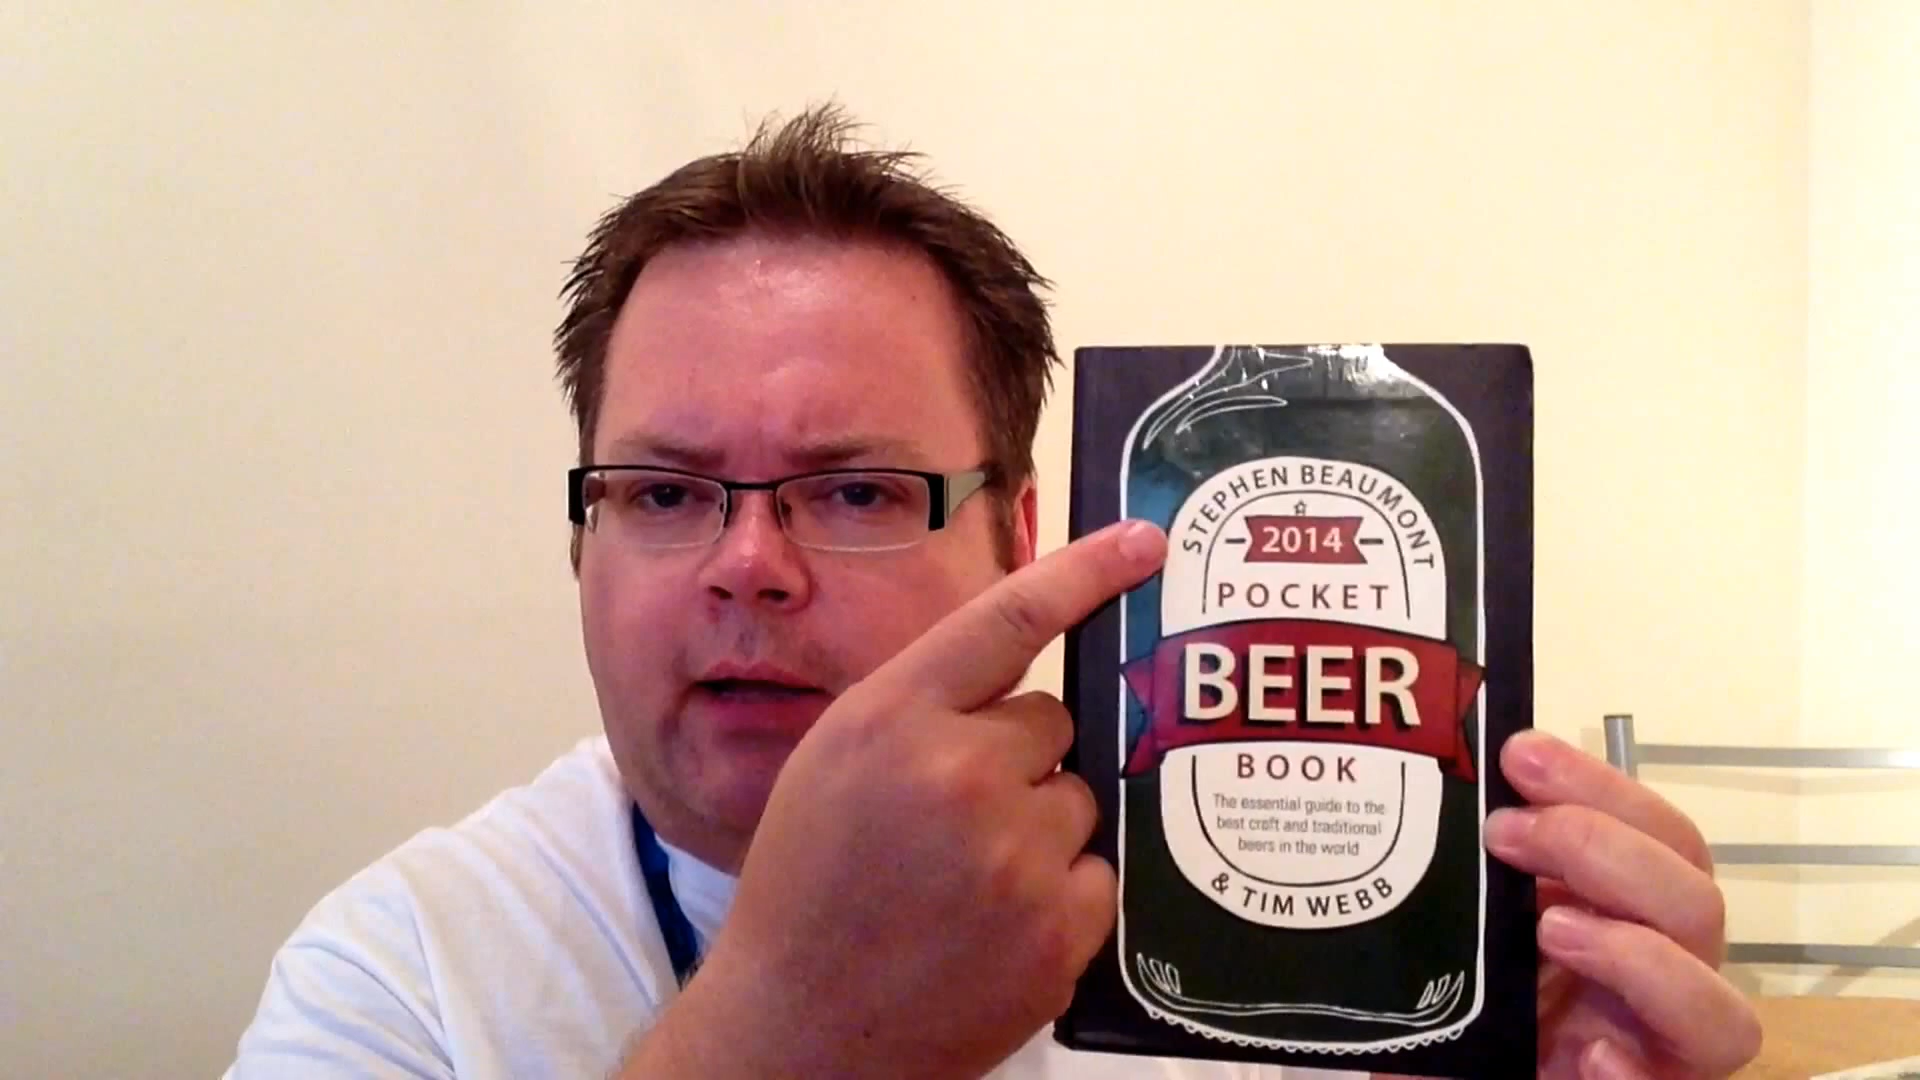 STEPHEN BEAUMONT
2014
POCKET
BEER
BOOK
The essential guide to the
best craft and traditional
beers in the world
& TIM WEBB